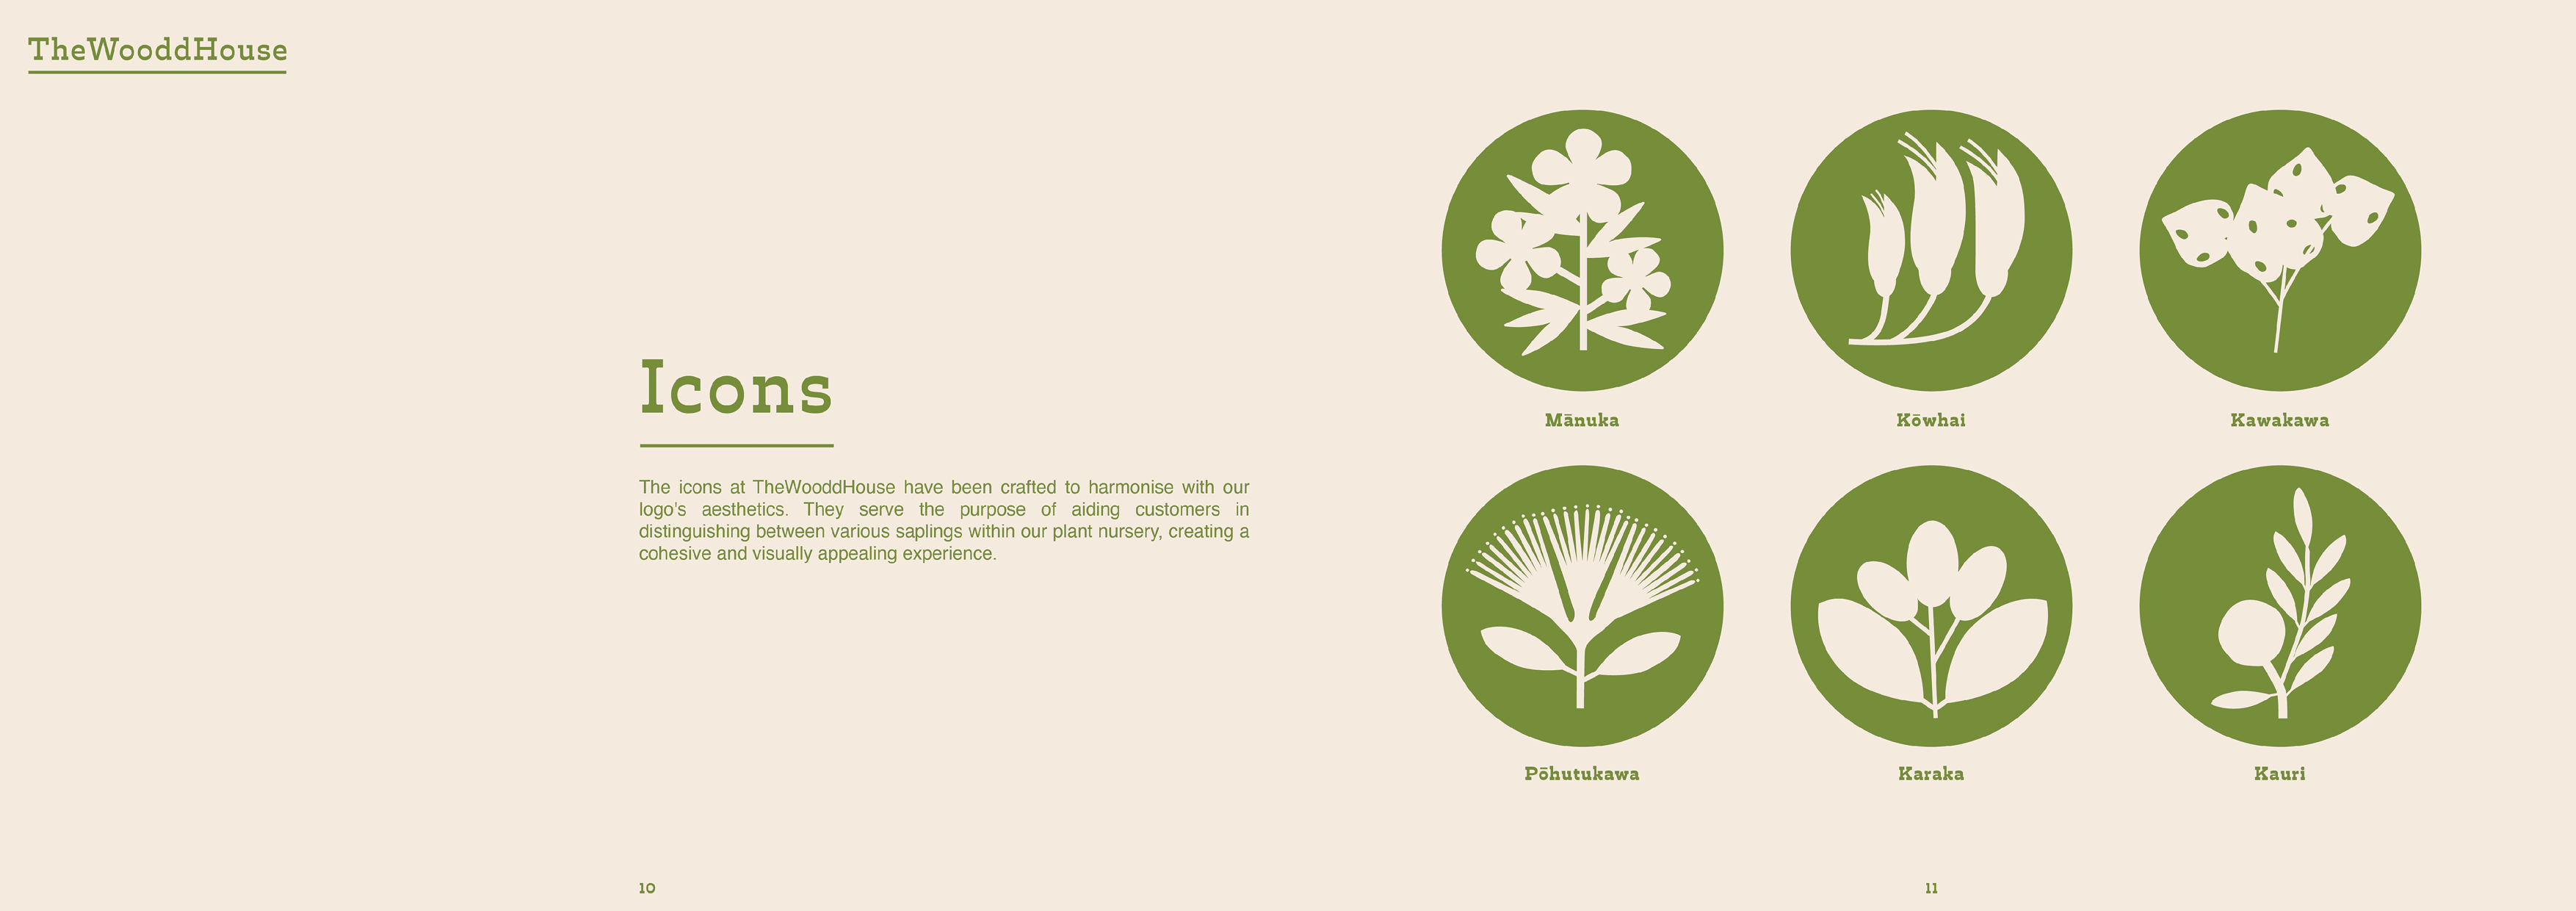 TheWooddHouse
Icons
The icons at TheWooddHouse have been crafted to harmonise with our
logo's aesthetics. They serve the purpose of aiding customers in
distinguishing between various saplings within our plant nursery, creating a
cohesive and visually appealing experience.
10
Mānuka
Kōwhai
Kawakawa
Pōhutukawa
Karaka
Kauri
11